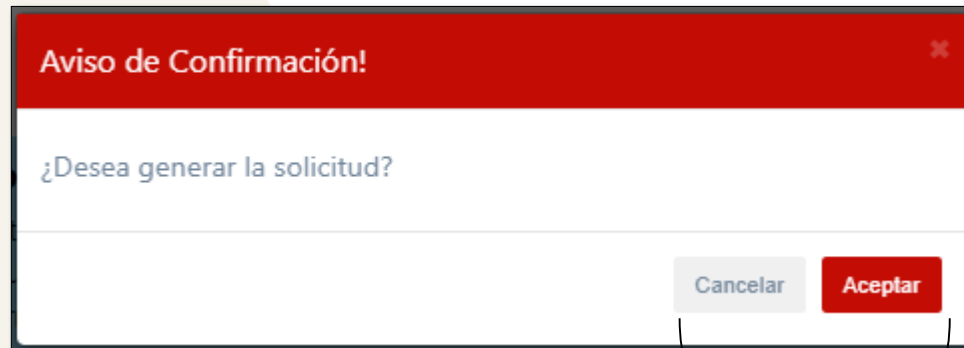 Aviso de Confirmación!
¿Desea generar la solicitud?
Cancelar Aceptar